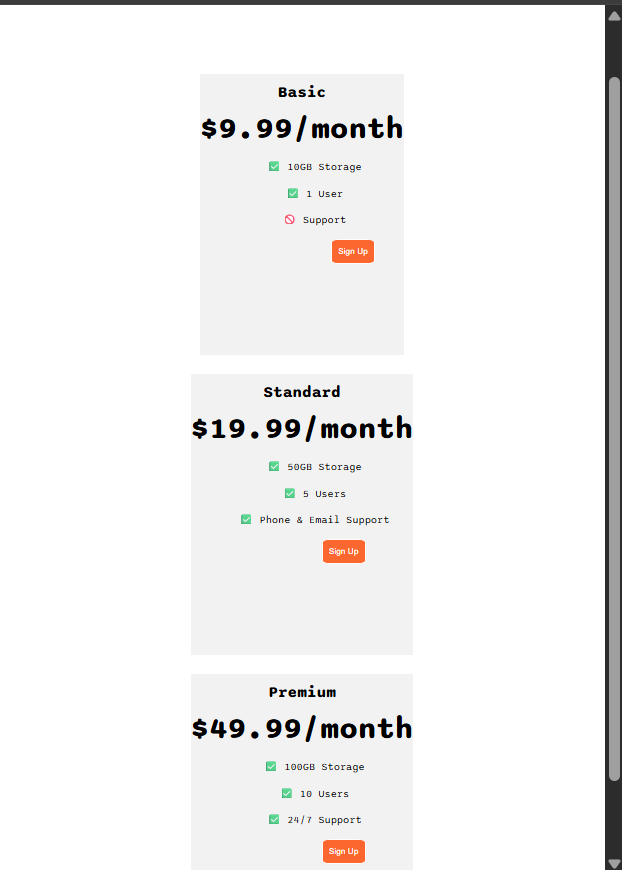 Basic
$9.99/month
✅ 10GB Storage
✅ 1 User
🚫 Support
Sign Up
Standard
$19.99/month
✅ 50GB Storage
✅ 5 Users
✅ Phone & Email Support
Sign Up
Premium
$49.99/month
✅ 100GB Storage
✅ 10 Users
✅ 24/7 Support
Sign Up